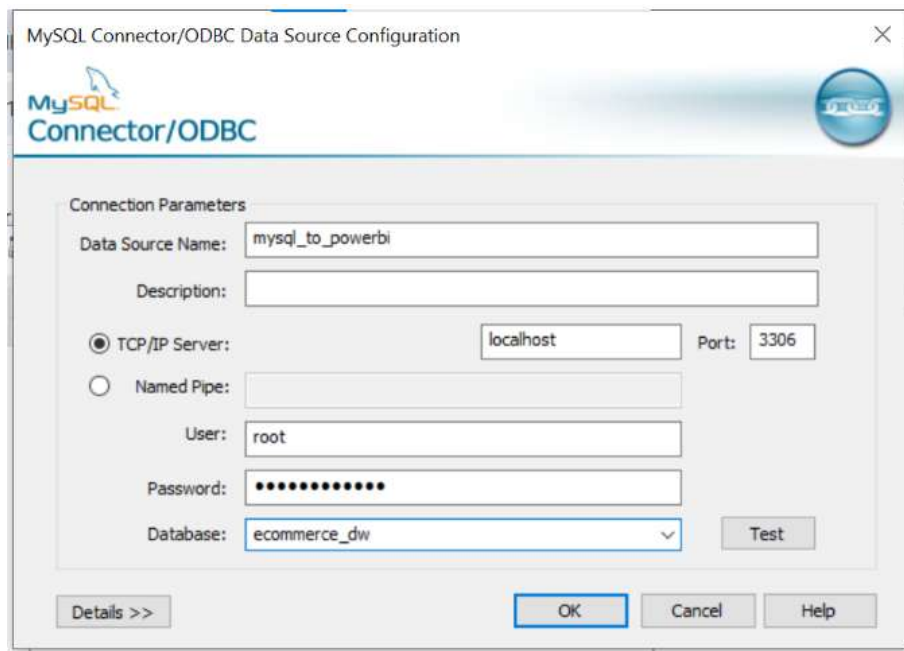 MySQL Connector/ODBC Data Source Configuration
MySQL
Connector/ODBC
Connection Parameters
Data Source Name: mysql_to_powerbi
Description:
TCP/IP Server: localhost Port: 3306
Named Pipe:
User: root
Password: ••••••••••••
Database: ecommerce_dw Test
Details >> OK Cancel Help